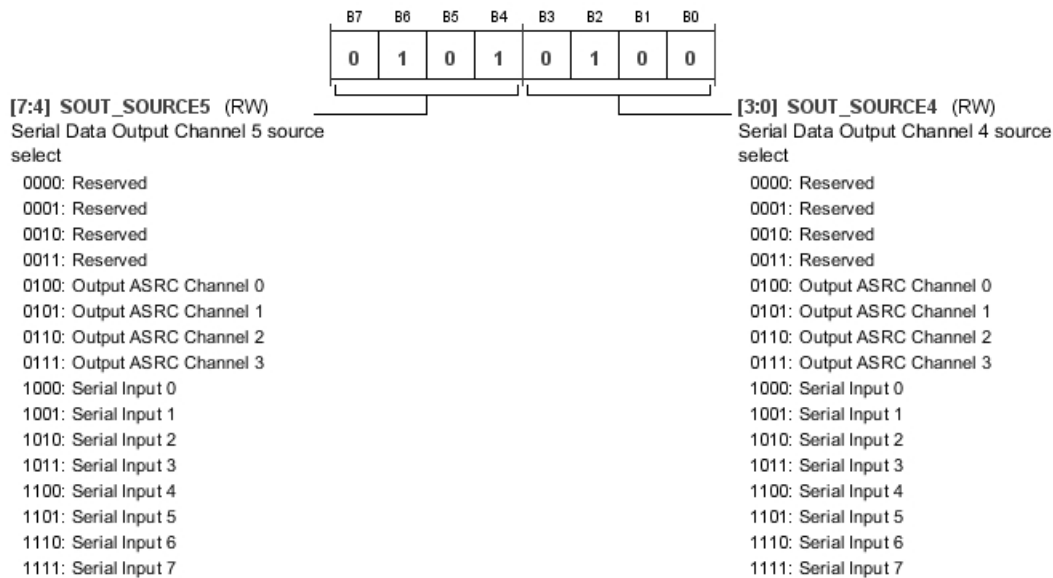 B7 B6 B5 B4 B3 B2 B1 B0
0 1 0 1 0 1 0 0
[7:4] SOUT_SOURCE5 (RW)
Serial Data Output Channel 5 source
select
0000: Reserved
0001: Reserved
0010: Reserved
0011: Reserved
0100: Output ASRC Channel 0
0101: Output ASRC Channel 1
0110: Output ASRC Channel 2
0111: Output ASRC Channel 3
1000: Serial Input 0
1001: Serial Input 1
1010: Serial Input 2
1011: Serial Input 3
1100: Serial Input 4
1101: Serial Input 5
1110: Serial Input 6
1111: Serial Input 7
[3:0] SOUT_SOURCE4 (RW)
Serial Data Output Channel 4 source
select
0000: Reserved
0001: Reserved
0010: Reserved
0011: Reserved
0100: Output ASRC Channel 0
0101: Output ASRC Channel 1
0110: Output ASRC Channel 2
0111: Output ASRC Channel 3
1000: Serial Input 0
1001: Serial Input 1
1010: Serial Input 2
1011: Serial Input 3
1100: Serial Input 4
1101: Serial Input 5
1110: Serial Input 6
1111: Serial Input 7